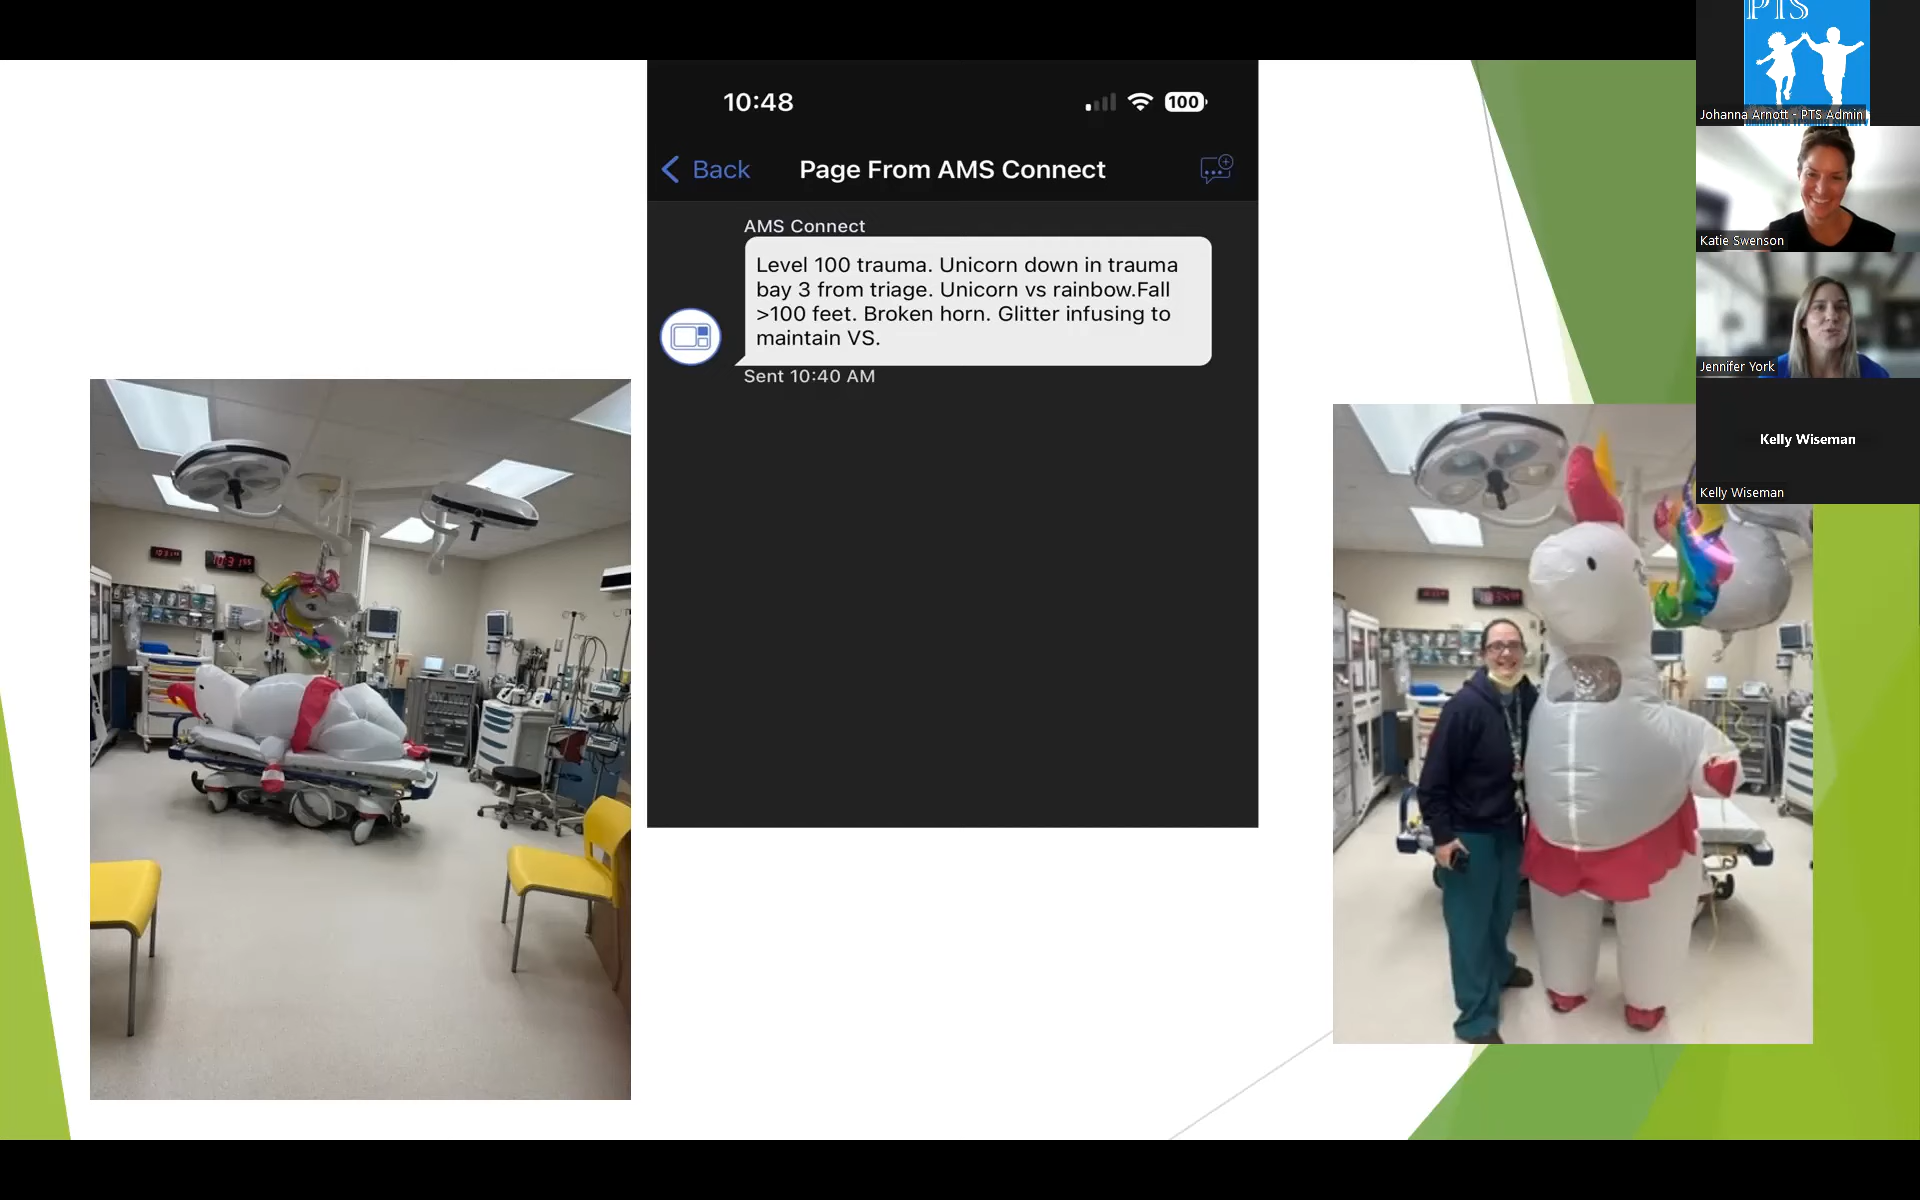 10:48
100
Back
Page From AMS Connect
AMS Connect
Level 100 trauma. Unicorn down in trauma
bay 3 from triage. Unicorn vs rainbow.Fall
>100 feet. Broken horn. Glitter infusing to
maintain VS.
Sent 10:40 AM
PTS
Johanna Arnott - PTS Admin
Katie Swenson
Jennifer York
Kelly Wiseman
Kelly Wiseman